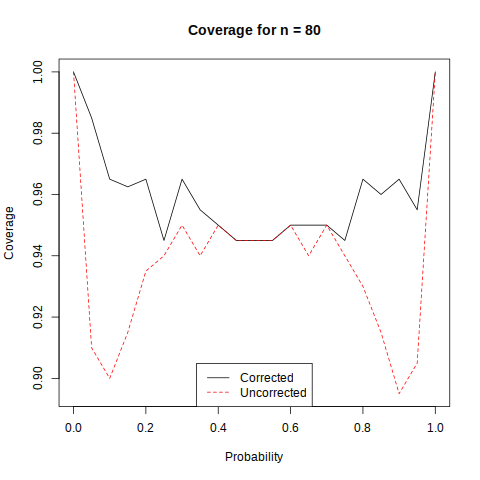 Coverage for n = 80
Coverage
1.00
0.98
0.96
0.94
0.92
0.90
Corrected
Uncorrected
0.0 0.2 0.4 0.6 0.8 1.0
Probability